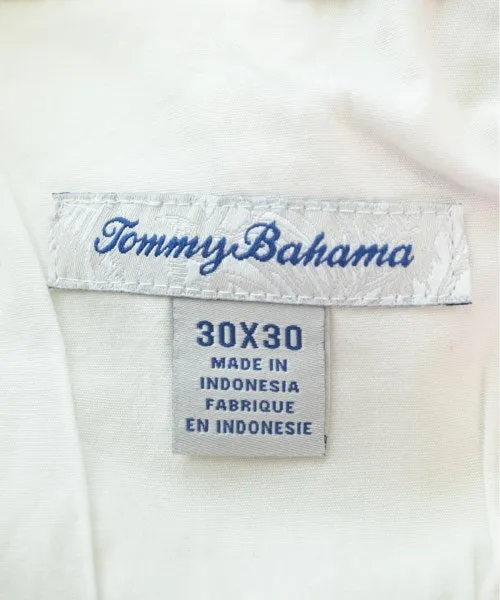 Tommy Bahama
30X30
MADE IN
INDONESIA
FABRIQUE
EN INDONESIE